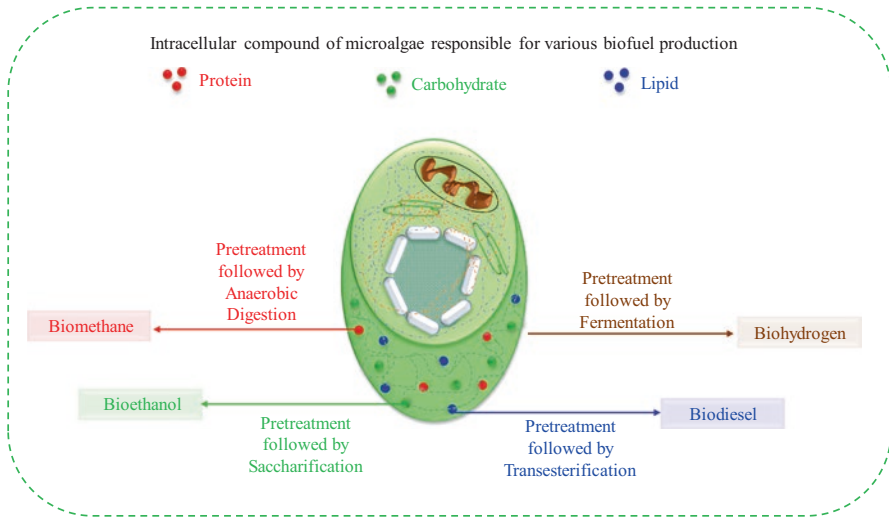 Intracellular compound of microalgae responsible for various biofuel production
Protein
Carbohydrate
Lipid
Pretreatment
followed by
Anaerobic
Digestion
Biomethane
Pretreatment
followed by
Fermentation
Biohydrogen
Bioethanol
Pretreatment
followed by
Saccharification
Pretreatment
followed by
Transesterification
Biodiesel